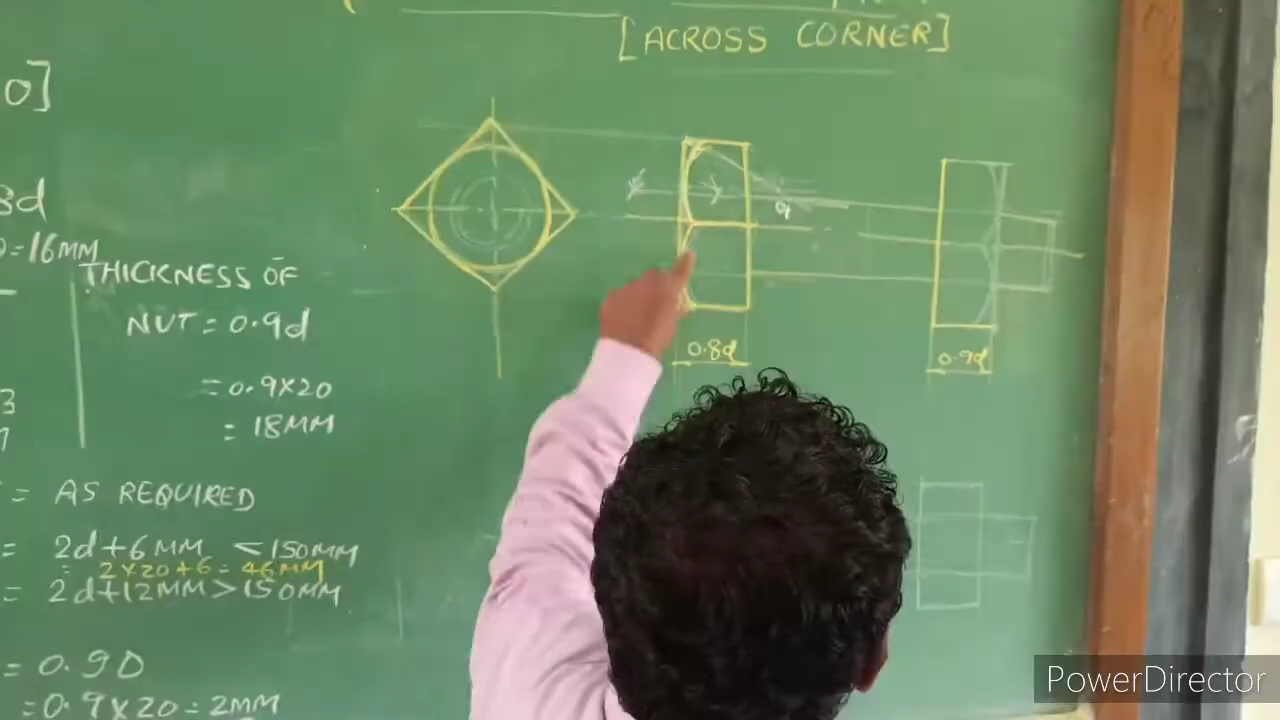 [ACROSS CORNER]
0]
3d
=16MM
THICKNESS OF
NUT = 0.9d
= 0.9×20
= 18MM
3
= AS REQUIRED
= 2d+6MM <150MM
= 2×20+6 = 46MM
= 2d+12MM >150MM
= 0.9D
=0.9×20=2MM
0.8d
0.9d
PowerDirector